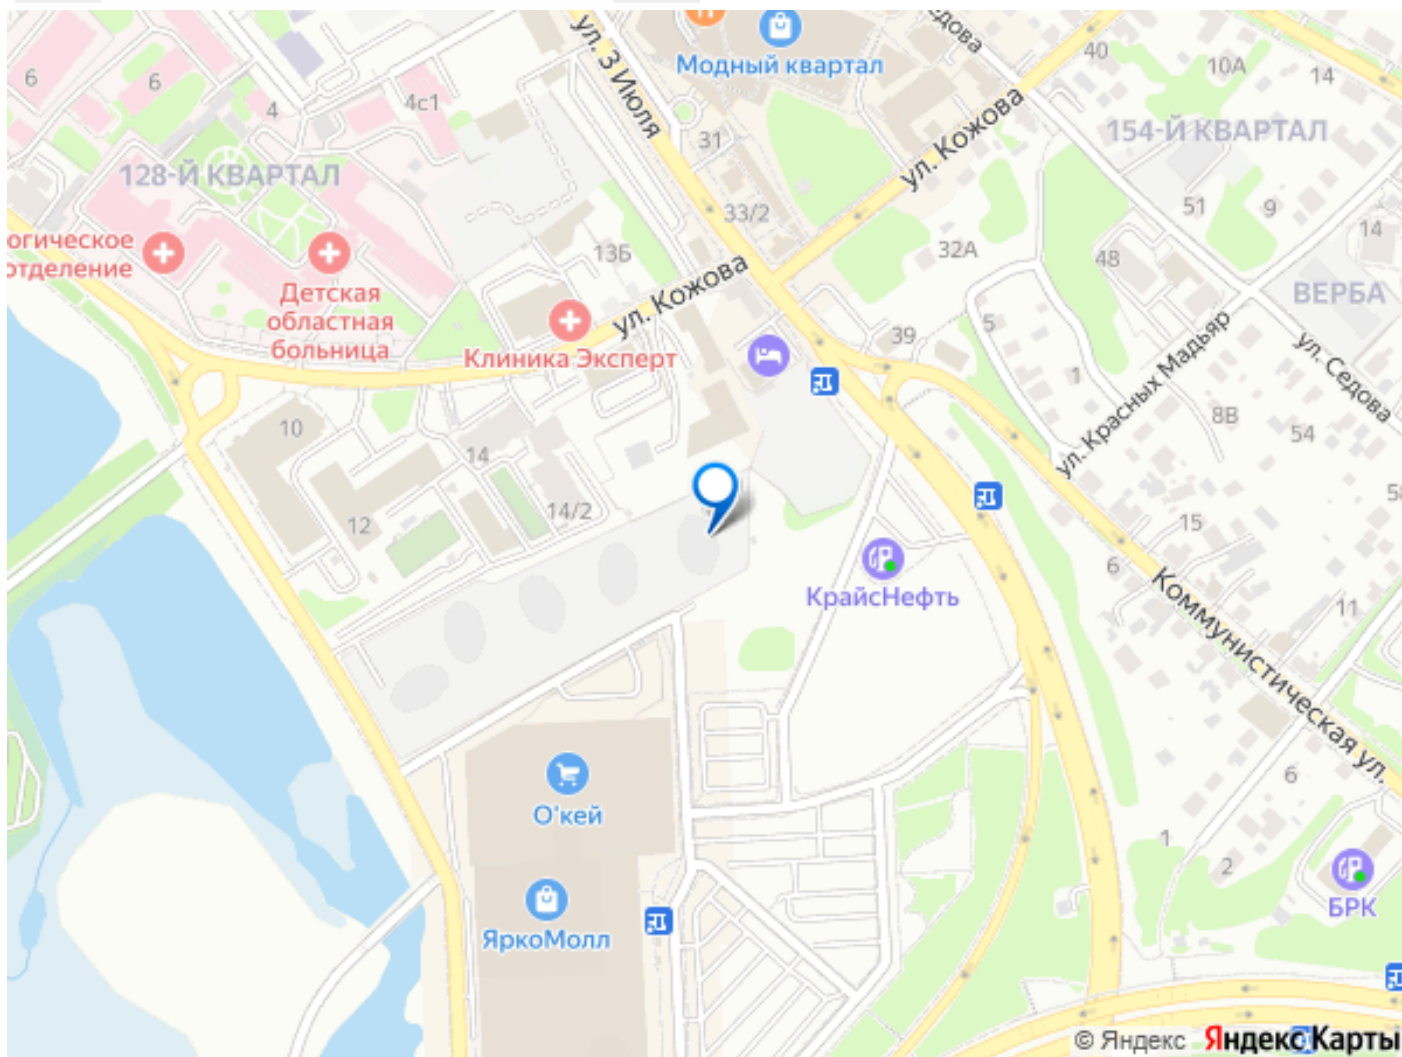 ул. 3 Июля
Модный квартал
Седова
40
10А
14
6
6
4
4с1
31
ул. Кожова
154-Й КВАРТАЛ
128-Й КВАРТАЛ
33/2
51
9
14
огическое
отделение
13Б
32А
48
ул. Кожова
ВЕРБА
Детская
областная
больница
Клиника Эксперт
39
5
1
ул. Красных Мадьяр
ул. Седова
8В
54
10
14
14/2
12
15
58
6
КрайсНефть
11
Коммунистическая ул.
О'кей
6
1
2
ЯркоМолл
БРК
© Яндекс Яндекс Карты